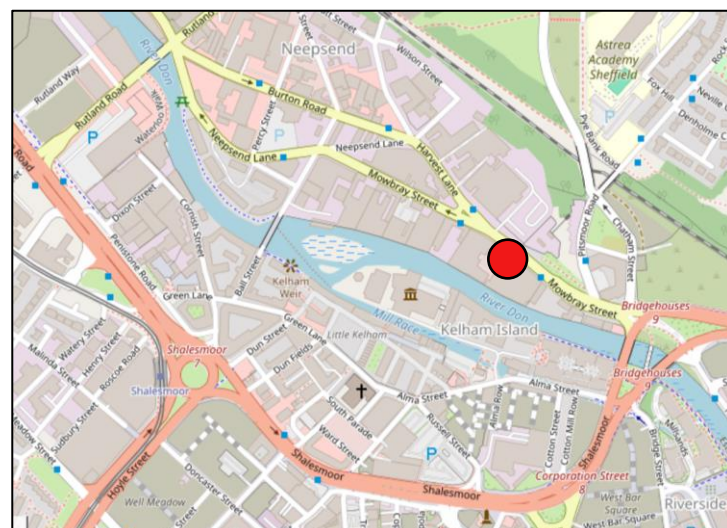 Neepsend
Rutland
Wilson Street
Astrea
Academy
Sheffield
River Don
Rutland Way
Rutland Road
Waterloo Walk
Percy Street
Burton Road
Fox Hill
Neville
Denholme
Pye Bank Road
P
P
P
Neepsend Lane
Neepsend Lane
Harvest Lane
Mowbray Street
Road
Dixon Street
Cornish Street
Penistone Road
Ball Street
Pitsmoor Road
Chatham Street
Green Lane
Kelham
Weir
River Don
Mowbray Street
Bridgehouses
9
Mill Race
Kelham Island
Watery Street
Henry Street
Malinda Street
Roscoe Road
Shalesmoor
7
Green Lane
Little Kelham
Dun Street
Dun Fields
Shalesmoor
Bridgehouses
9
Alma Street
Alma Street
Sudbury Street
Meadow Street
South Parade
Ward Street
Russell Street
Alma Row
Cotton Street
Cotton Mill Row
Shalesmoor
Millsands
Bridge Street
Hoyle Street
Doncaster Street
Well Meadow
Shalesmoor
P
Shalesmoor
Corporation Street
8
Riverside
West Bar
Square
West Bar Square